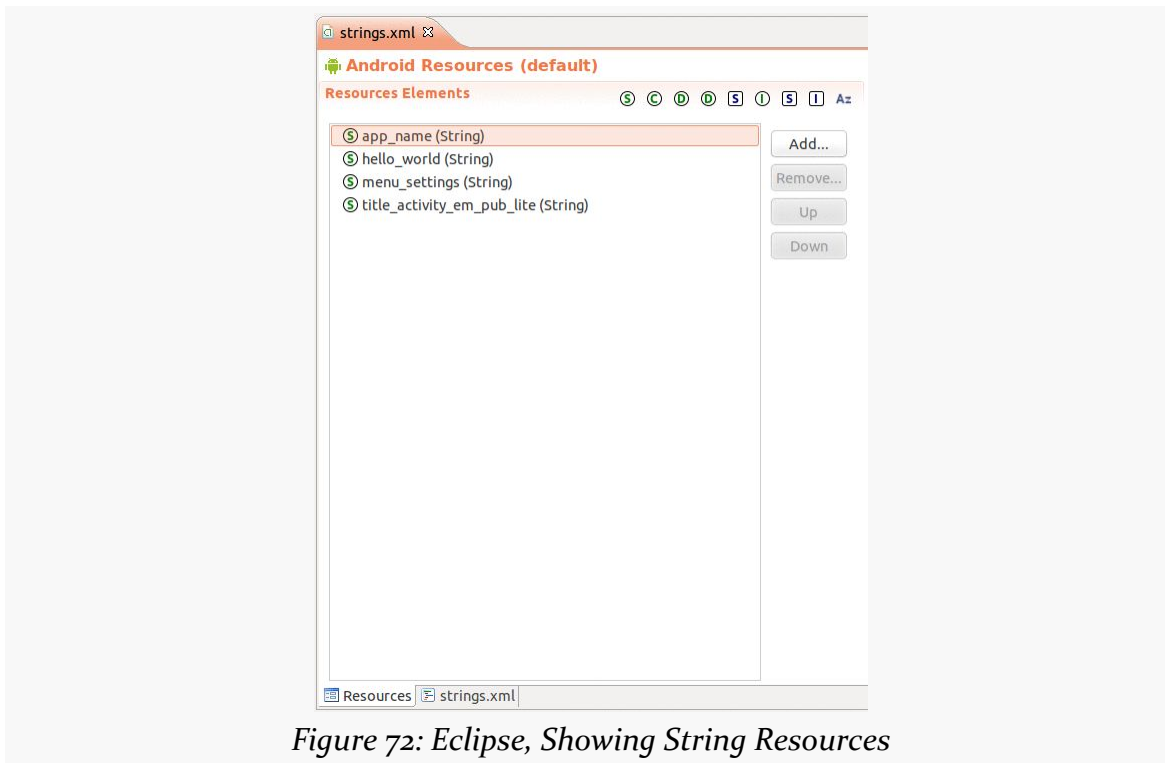 strings.xml
Android Resources (default)
Resources Elements
S C D D S I S I Az
S app_name (String)
S hello_world (String)
S menu_settings (String)
S title_activity_em_pub_lite (String)
Add...
Remove...
Up
Down
Resources strings.xml
Figure 72: Eclipse, Showing String Resources